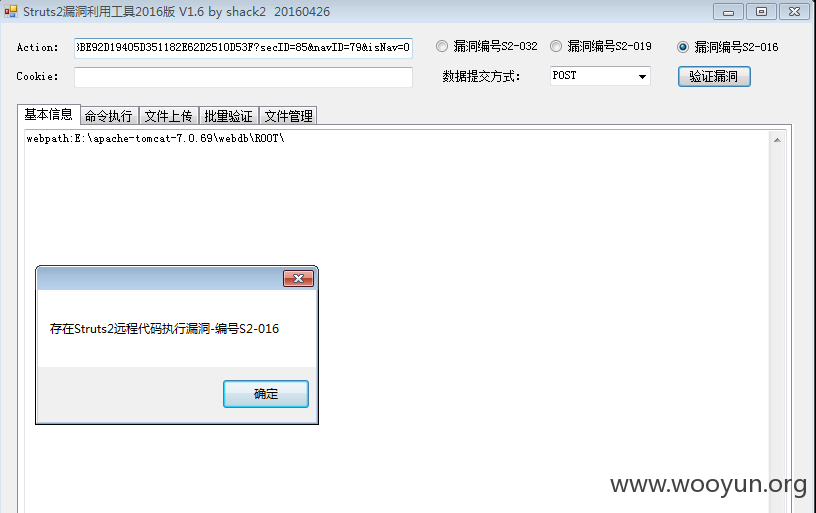 Struts2漏洞利用工具2016版 V1.6 by shack2 20160426
Action: 3BE92D19405D351182E62D2510D53F?secID=85&navID=79&isNav=0 漏洞编号S2-032 漏洞编号S2-019 漏洞编号S2-016
Cookie: 数据提交方式: POST 验证漏洞
基本信息 命令执行 文件上传 批量验证 文件管理
webpath:E:\apache-tomcat-7.0.69\webdb\ROOT\
存在Struts2远程代码执行漏洞-编号S2-016
确定
www.wooyun.org